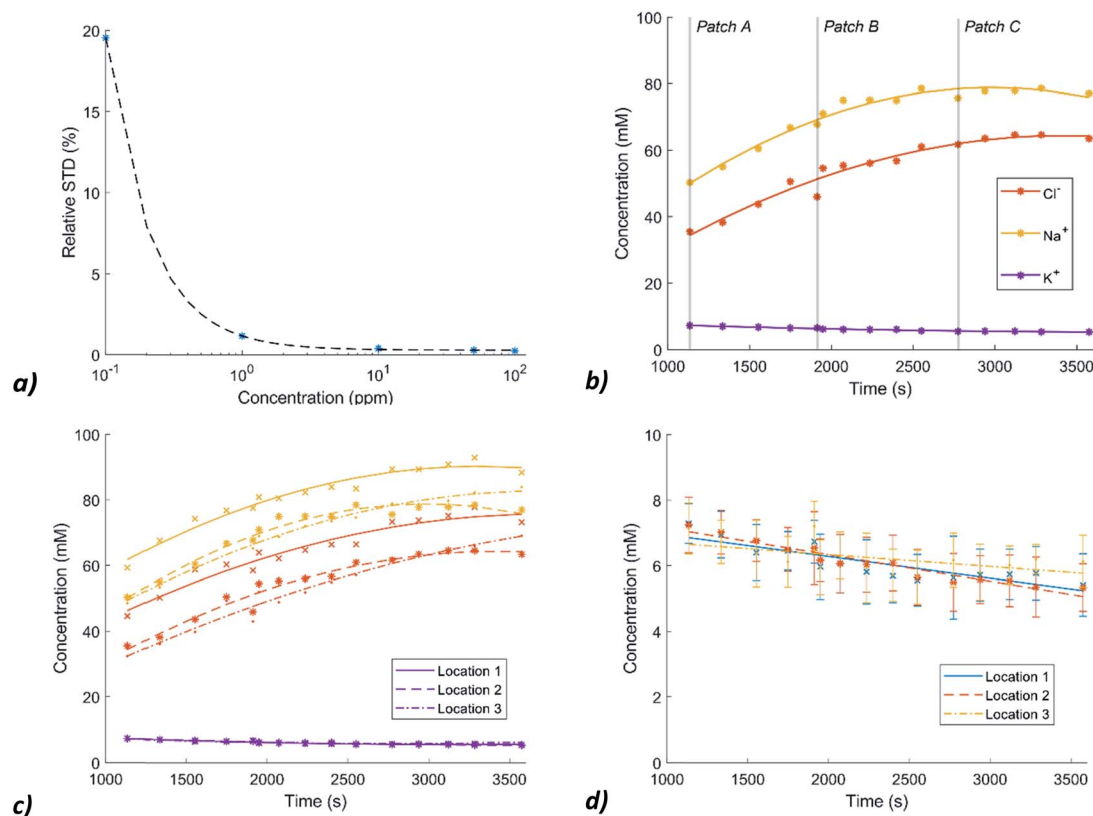 20
15
10
5
0
10-1
100
101
102
Relative STD (%)
Concentration (ppm)
a)
Patch A
Patch B
Patch C
100
80
60
40
20
0
1000
1500
2000
2500
3000
3500
Concentration (mM)
Time (s)
Cl-
Na+
K+
b)
100
80
60
40
20
0
1000
1500
2000
2500
3000
3500
Concentration (mM)
Time (s)
Location 1
Location 2
Location 3
c)
10
8
6
4
2
0
1000
1500
2000
2500
3000
3500
Concentration (mM)
Time (s)
Location 1
Location 2
Location 3
d)